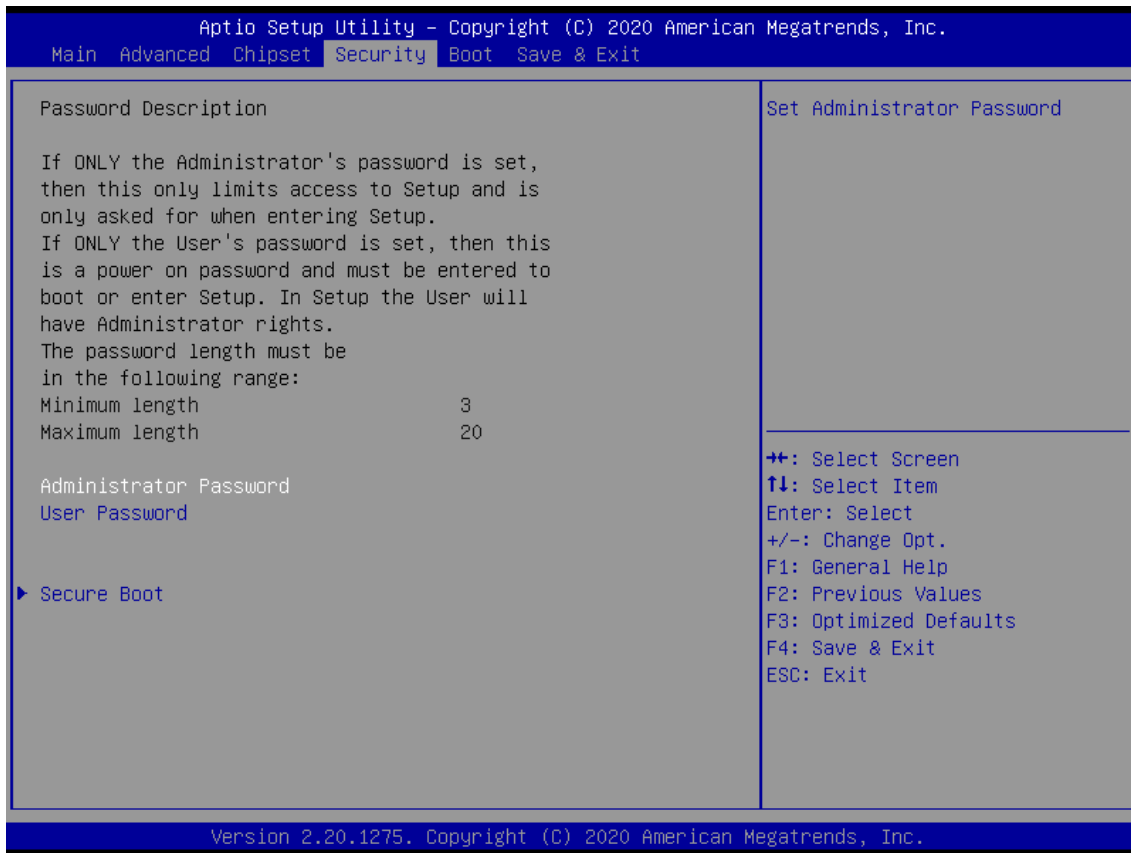 Aptio Setup Utility – Copyright (C) 2020 American Megatrends, Inc.
Main Advanced Chipset Security Boot Save & Exit
Password Description
If ONLY the Administrator's password is set,
then this only limits access to Setup and is
only asked for when entering Setup.
If ONLY the User's password is set, then this
is a power on password and must be entered to
boot or enter Setup. In Setup the User will
have Administrator rights.
The password length must be
in the following range:
Minimum length 3
Maximum length 20
Administrator Password
User Password
Secure Boot
Set Administrator Password
→←: Select Screen
↑↓: Select Item
Enter: Select
+/-: Change Opt.
F1: General Help
F2: Previous Values
F3: Optimized Defaults
F4: Save & Exit
ESC: Exit
Version 2.20.1275. Copyright (C) 2020 American Megatrends, Inc.